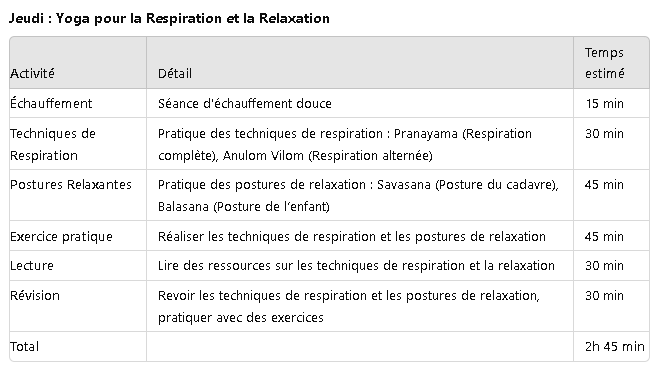 Jeudi : Yoga pour la Respiration et la Relaxation
Temps
Activité Détail estimé
Échauffement Séance d'échauffement douce 15 min
Techniques de Pratique des techniques de respiration : Pranayama (Respiration 30 min
Respiration complète), Anulom Vilom (Respiration alternée)
Postures Relaxantes Pratique des postures de relaxation : Savasana (Posture du cadavre), 45 min
Balasana (Posture de l'enfant)
Exercice pratique Réaliser les techniques de respiration et les postures de relaxation 45 min
Lecture Lire des ressources sur les techniques de respiration et la relaxation 30 min
Révision Revoir les techniques de respiration et les postures de relaxation, 30 min
pratiquer avec des exercices
Total 2h 45 min